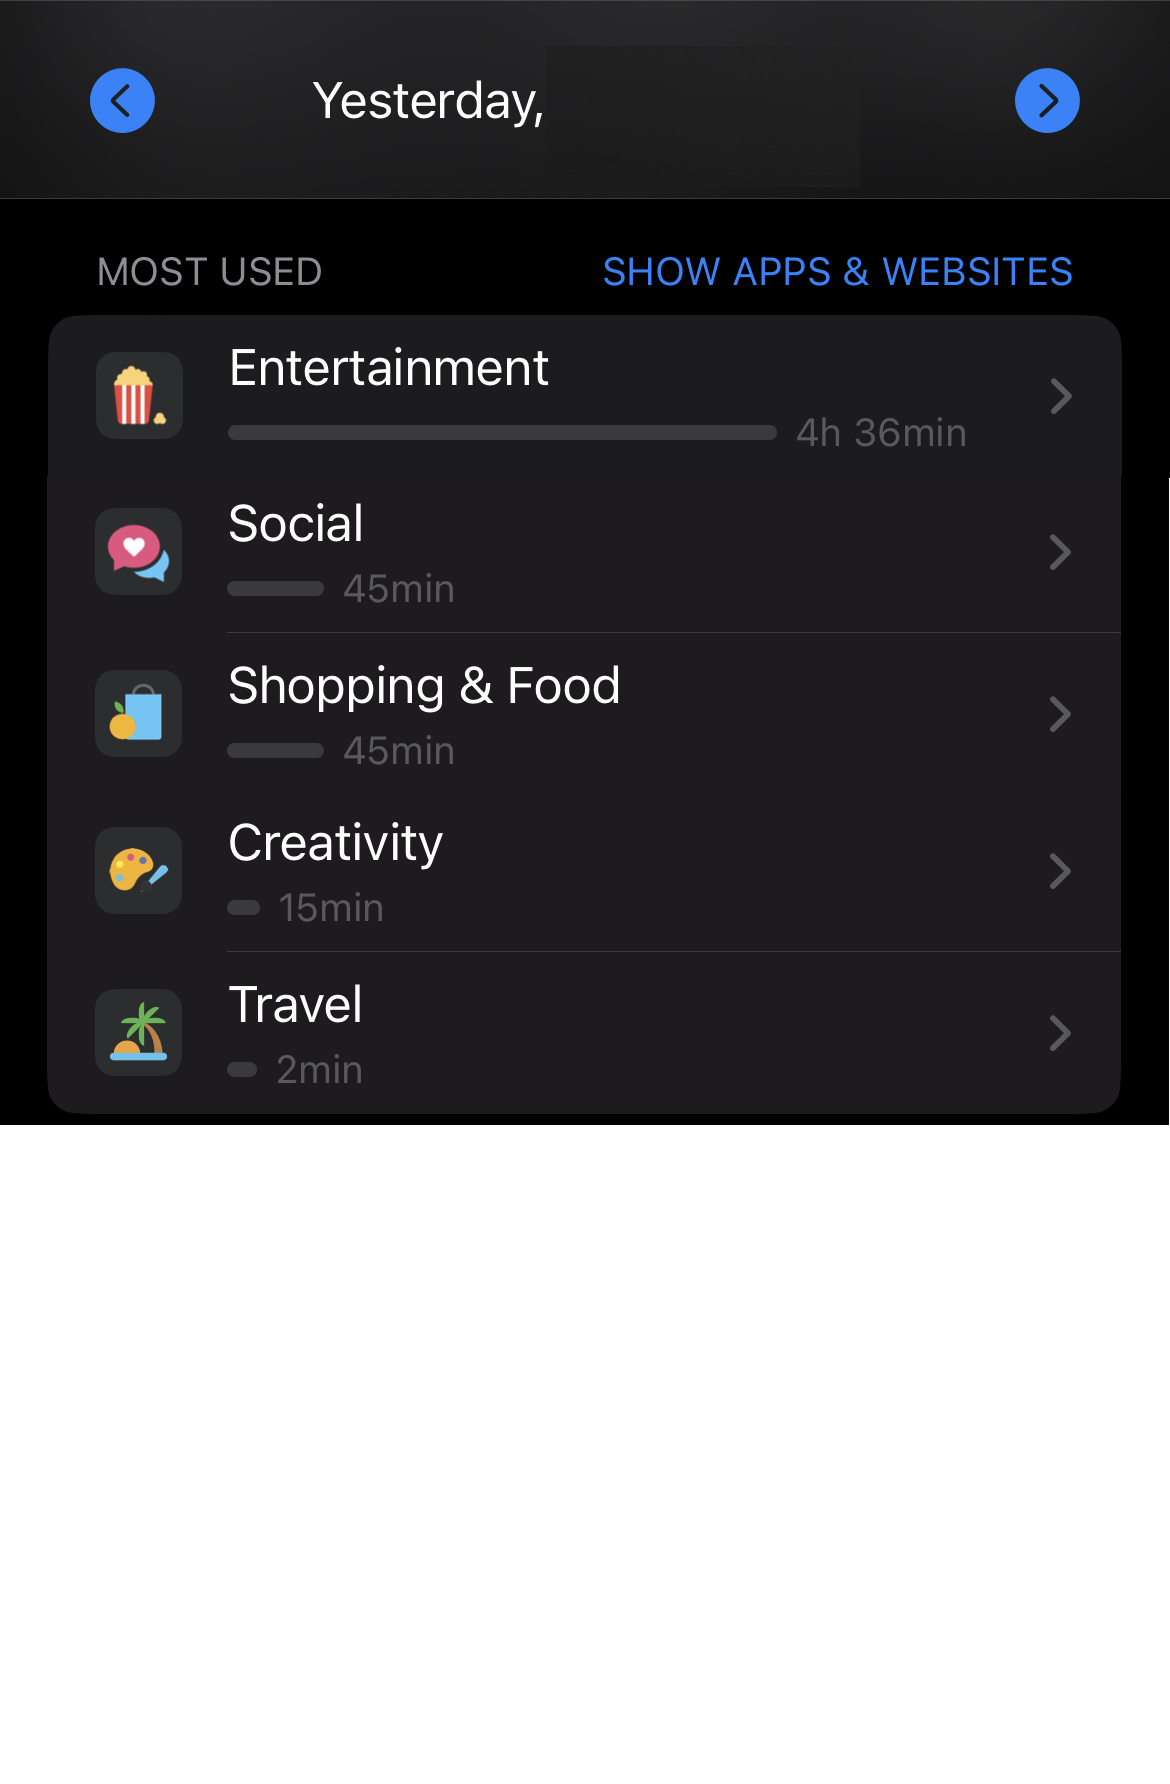 Yesterday,
MOST USED
SHOW APPS & WEBSITES
Entertainment
4h 36min
Social
45min
Shopping & Food
45min
Creativity
15min
Travel
2min